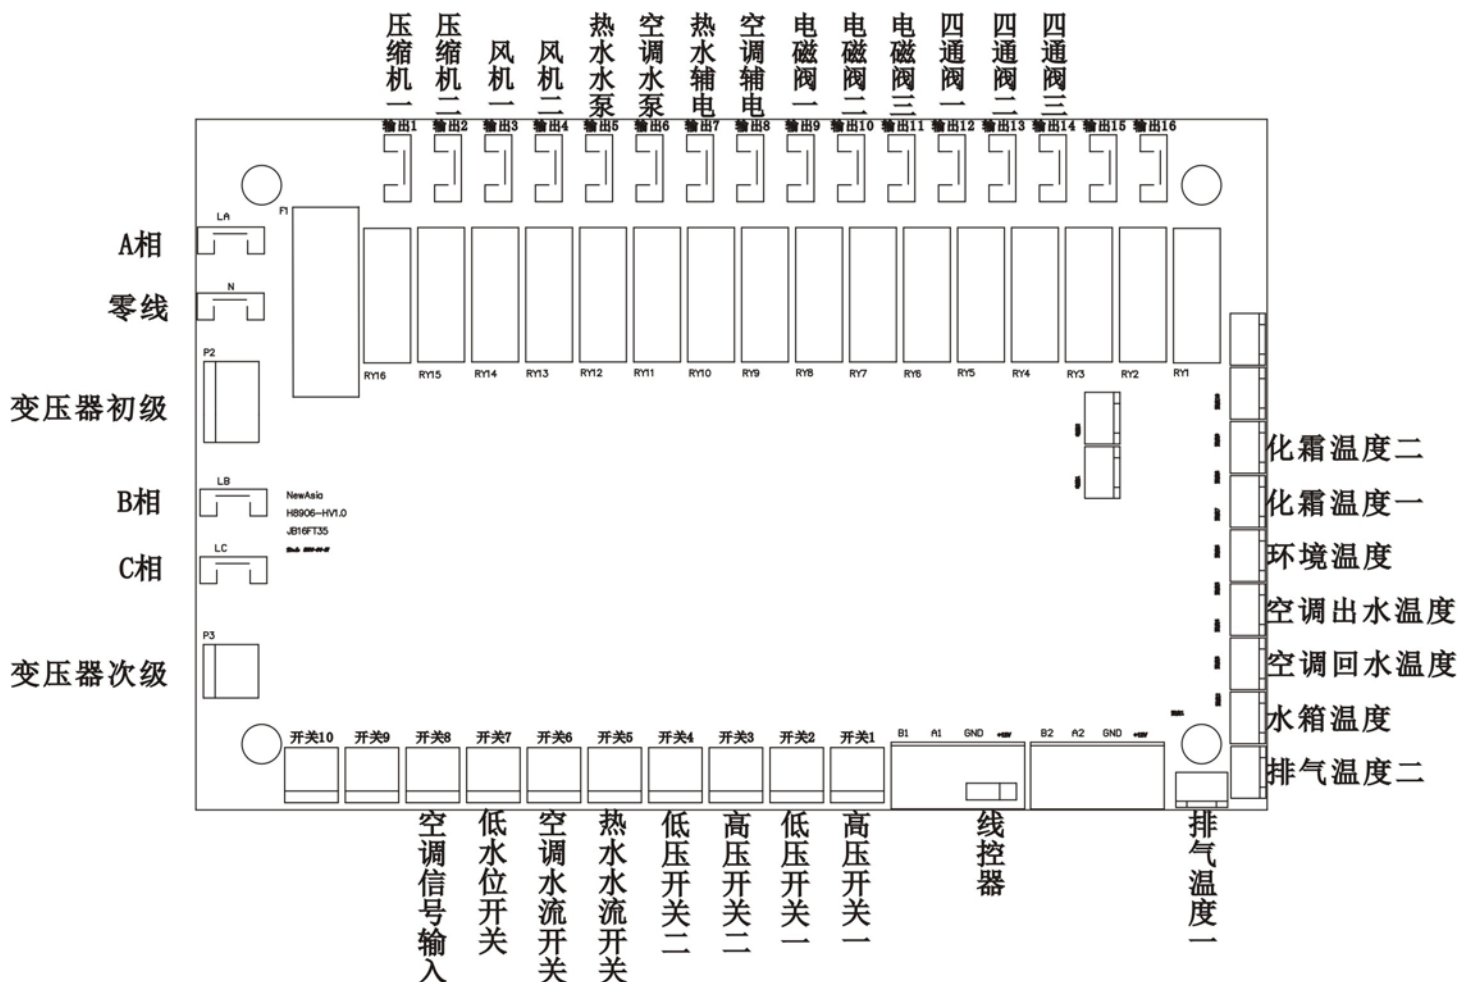 压缩机一
压缩机二
风机一
风机二
热水水泵
空调水泵
热水辅电
空调辅电
电磁阀一
电磁阀二
电磁阀三
四通阀一
四通阀二
四通阀三
输出1 输出2 输出3 输出4 输出5 输出6 输出7 输出8 输出9 输出10 输出11 输出12 输出13 输出14 输出15 输出16
LA
F1
A相
N
零线
P2
RY16 RY15 RY14 RY13 RY12 RY11 RY10 RY9 RY8 RY7 RY6 RY5 RY4 RY3 RY2 RY1
变压器初级
LB
B相
NewAsia
H8906-HV1.0
JB16FT35
LC
C相
P3
变压器次级
化霜温度二
化霜温度一
环境温度
空调出水温度
空调回水温度
水箱温度
排气温度二
开关10 开关9 开关8 开关7 开关6 开关5 开关4 开关3 开关2 开关1
B1 A1 GND +12V B2 A2 GND +12V
空调信号输入
低水位开关
空调水流开关
热水水流开关
低压开关二
高压开关二
低压开关一
高压开关一
线控器
排气温度一